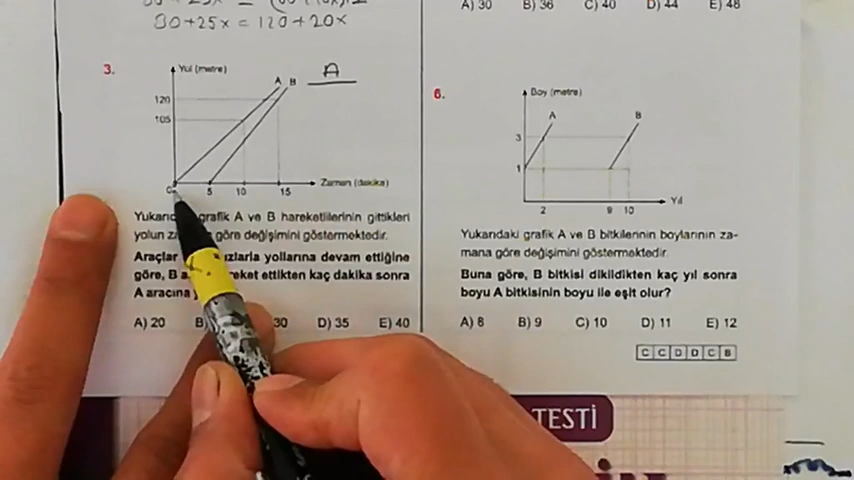 80+25x = 120+20x
3.
Yol (metre)
A B
A
120
105
0 5 10 15
Zaman (dakika)
grafik A ve B hareketlilerinin gittikleri
yolun göre değişimini göstermektedir.
Araçlar yollarına devam ettiğine
göre, B ettikten kaç dakika sonra
A aracına
A) 20 30 D) 35 E) 40
A) 30 B) 36 C) 40 D) 44 E) 48
6.
Boy (metre)
A B
3
1
2 9 10
Yıl
Yukarıdaki grafik A ve B bitkilerinin boylarının za-
mana göre değişimini göstermektedir.
Buna göre, B bitkisi dikildikten kaç yıl sonra
boyu A bitkisinin boyu ile eşit olur?
A) 8 B) 9 C) 10 D) 11 E) 12
C C D D C B
TESTİ